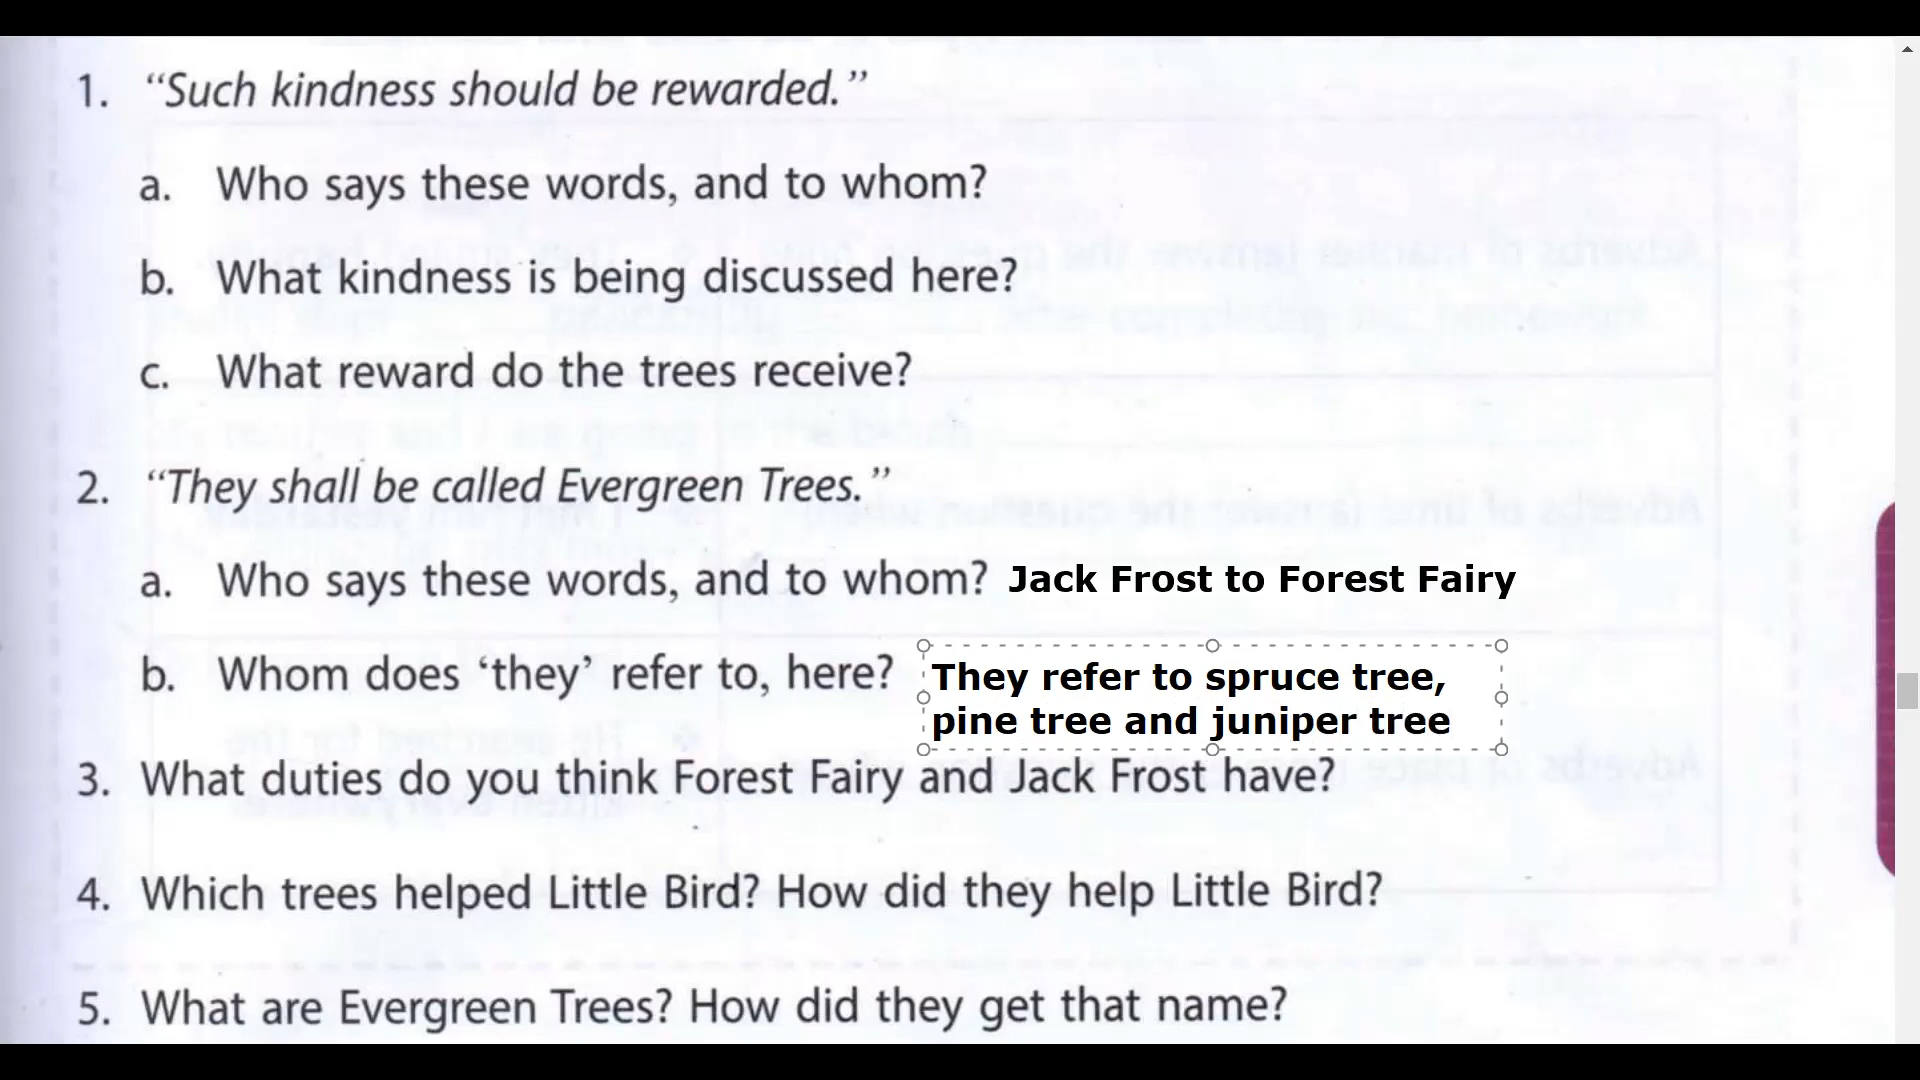 1. “Such kindness should be rewarded.”
a. Who says these words, and to whom?
b. What kindness is being discussed here?
c. What reward do the trees receive?
2. “They shall be called Evergreen Trees.”
a. Who says these words, and to whom? Jack Frost to Forest Fairy
b. Whom does ‘they’ refer to, here? They refer to spruce tree,
pine tree and juniper tree
3. What duties do you think Forest Fairy and Jack Frost have?
4. Which trees helped Little Bird? How did they help Little Bird?
5. What are Evergreen Trees? How did they get that name?